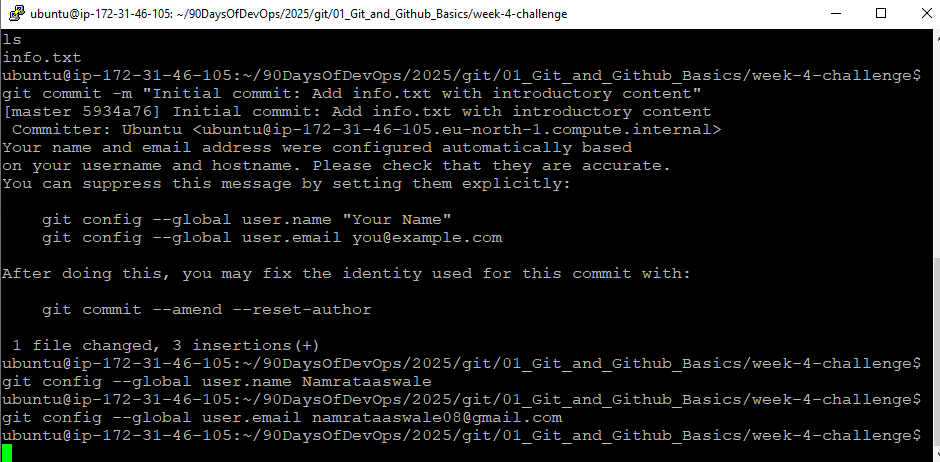 ubuntu@ip-172-31-46-105: ~/90DaysOfDevOps/2025/git/01_Git_and_Github_Basics/week-4-challenge
ls
info.txt
ubuntu@ip-172-31-46-105:~/90DaysOfDevOps/2025/git/01_Git_and_Github_Basics/week-4-challenge$
git commit -m "Initial commit: Add info.txt with introductory content"
[master 5934a76] Initial commit: Add info.txt with introductory content
 Committer: Ubuntu <ubuntu@ip-172-31-46-105.eu-north-1.compute.internal>
Your name and email address were configured automatically based
on your username and hostname. Please check that they are accurate.
You can suppress this message by setting them explicitly:

    git config --global user.name "Your Name"
    git config --global user.email you@example.com

After doing this, you may fix the identity used for this commit with:

    git commit --amend --reset-author

 1 file changed, 3 insertions(+)
ubuntu@ip-172-31-46-105:~/90DaysOfDevOps/2025/git/01_Git_and_Github_Basics/week-4-challenge$
git config --global user.name Namrataaswale
ubuntu@ip-172-31-46-105:~/90DaysOfDevOps/2025/git/01_Git_and_Github_Basics/week-4-challenge$
git config --global user.email namrataaswale08@gmail.com
ubuntu@ip-172-31-46-105:~/90DaysOfDevOps/2025/git/01_Git_and_Github_Basics/week-4-challenge$